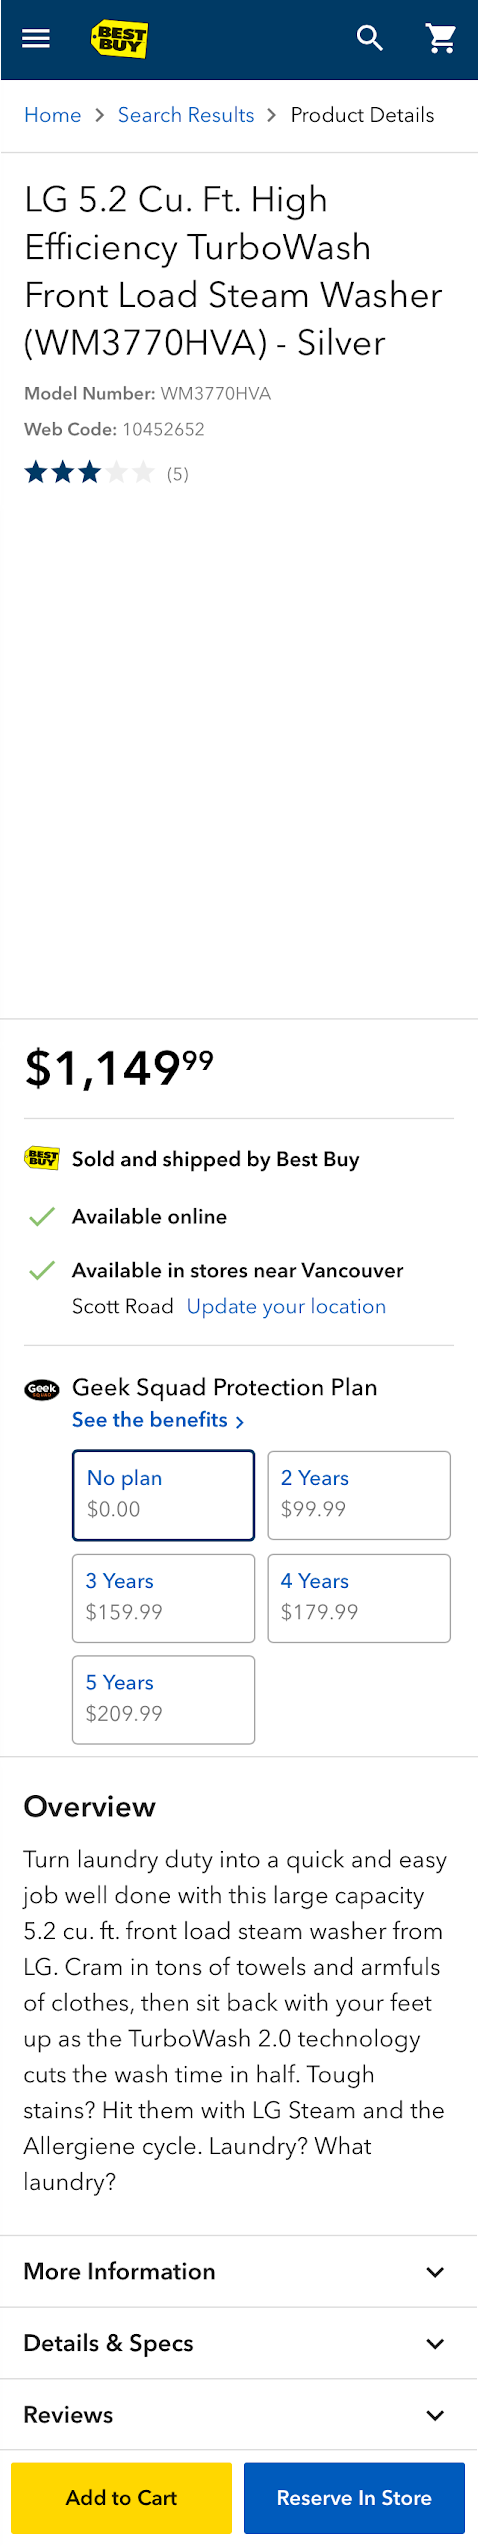 BEST
BUY
Home > Search Results > Product Details
LG 5.2 Cu. Ft. High
Efficiency TurboWash
Front Load Steam Washer
(WM3770HVA) - Silver
Model Number: WM3770HVA
Web Code: 10452652
(5)
$1,149⁹⁹
BEST
BUY
Sold and shipped by Best Buy
Available online
Available in stores near Vancouver
Scott Road Update your location
Geek
SQUAD
Geek Squad Protection Plan
See the benefits >
No plan
$0.00
2 Years
$99.99
3 Years
$159.99
4 Years
$179.99
5 Years
$209.99
Overview
Turn laundry duty into a quick and easy
job well done with this large capacity
5.2 cu. ft. front load steam washer from
LG. Cram in tons of towels and armfuls
of clothes, then sit back with your feet
up as the TurboWash 2.0 technology
cuts the wash time in half. Tough
stains? Hit them with LG Steam and the
Allergiene cycle. Laundry? What
laundry?
More Information
Details & Specs
Reviews
Add to Cart
Reserve In Store